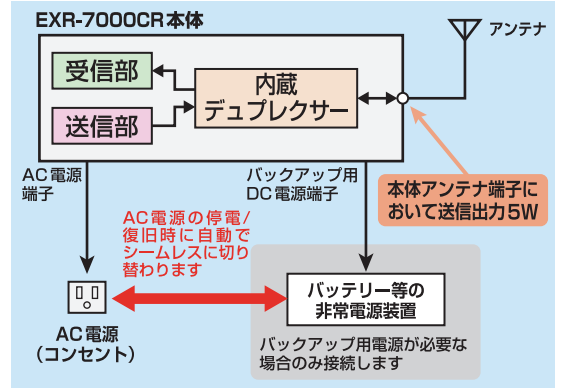 EXR-7000CR本体
アンテナ
受信部
送信部
内蔵
デュプレクサー
AC電源
端子
バックアップ用
DC電源端子
本体アンテナ端子に
おいて送信出力5W
AC電源の停電/
復旧時に自動で
シームレスに切り
替わります
バッテリー等の
非常電源装置
AC電源
(コンセント)
バックアップ用電源が必要な
場合のみ接続します